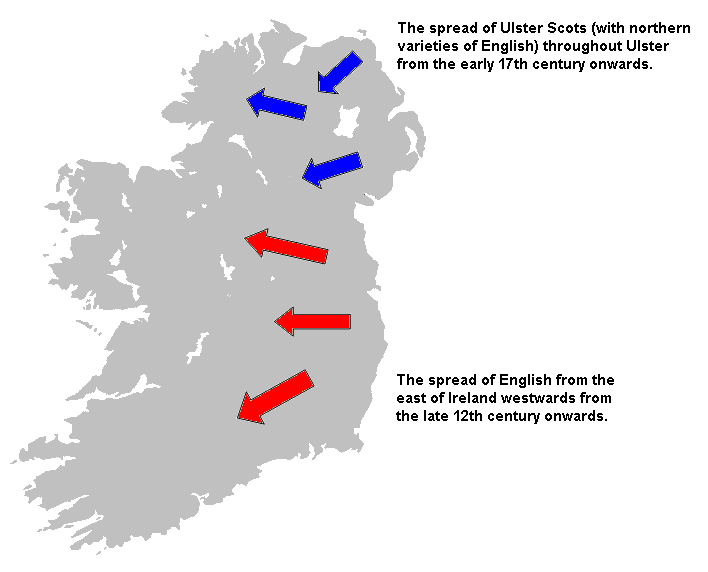 The spread of Ulster Scots (with northern
varieties of English) throughout Ulster
from the early 17th century onwards.
The spread of English from the
east of Ireland westwards from
the late 12th century onwards.